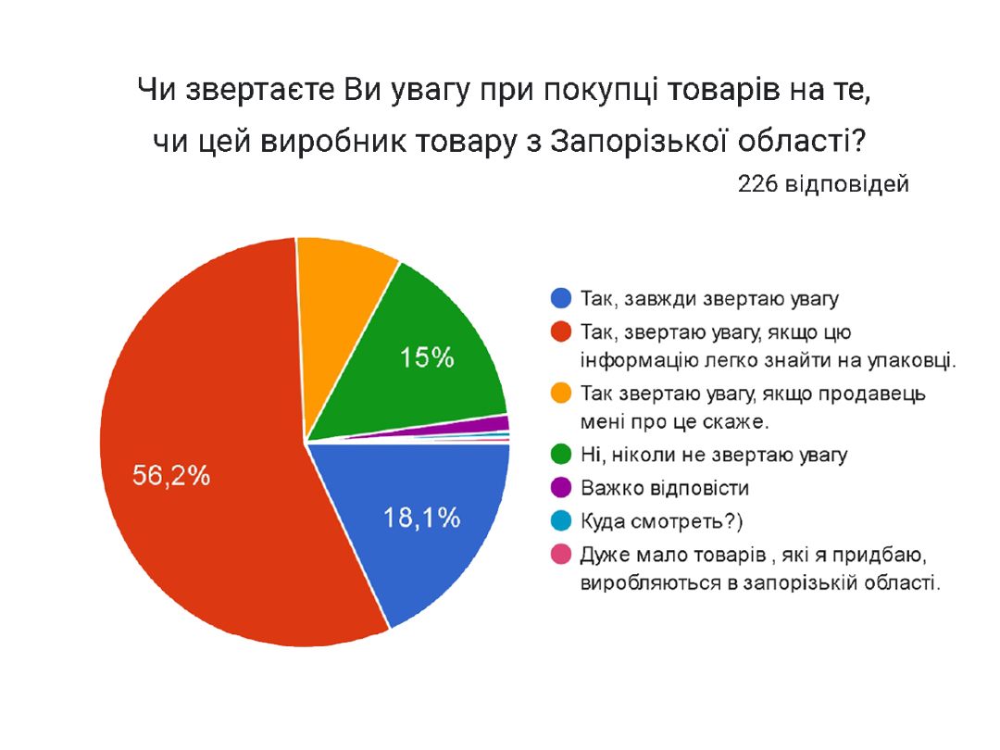 Чи звертаєте Ви увагу при покупці товарів на те,
чи цей виробник товару з Запорізької області?
226 відповідей
15%
56,2%
18,1%
Так, завжди звертаю увагу
Так, звертаю увагу, якщо цю
інформацію легко знайти на упаковці.
Так звертаю увагу, якщо продавець
мені про це скаже.
Ні, ніколи не звертаю увагу
Важко відповісти
Куда смотреть?)
Дуже мало товарів , які я придбаю,
виробляються в запорізькій області.